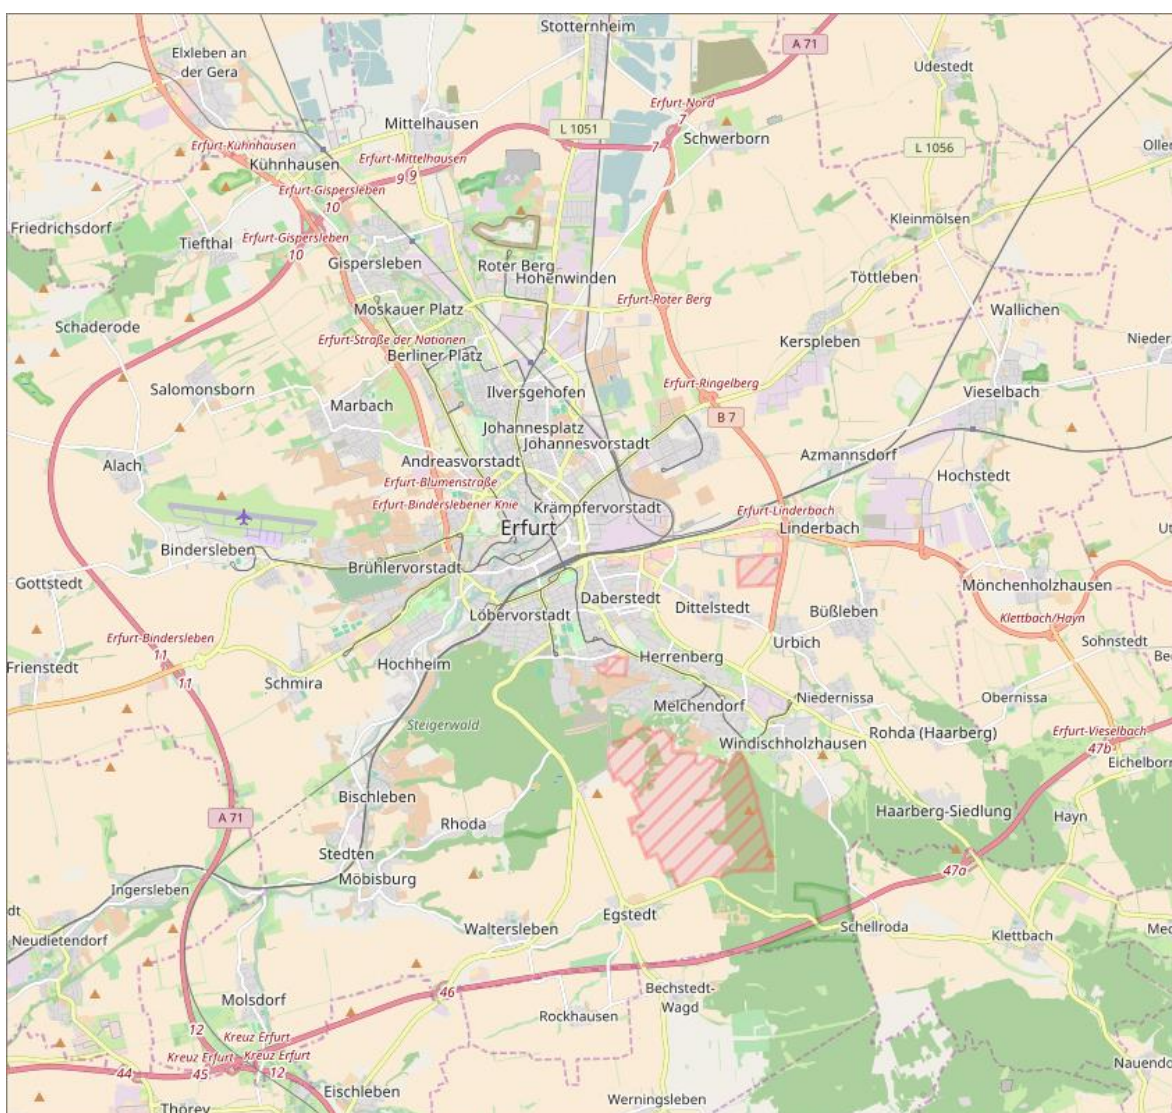 Stotternheim
A 71
Elxleben an
der Gera
Udestedt
Erfurt-Nord
7
Mittelhausen
L 1051
Schwerborn
7
Erfurt-Kühnhausen
Kühnhausen
Erfurt-Mittelhausen
9 9
L 1056
Erfurt-Gispersleben
10
Kleinmölsen
Friedrichsdorf
Tiefthal
Erfurt-Gispersleben
10
Gispersleben
Roter Berg
Hohenwinden
Töttleben
Moskauer Platz
Erfurt-Roter Berg
Wallichen
Schaderode
Erfurt-Straße der Nationen
Berliner Platz
Kerspleben
Salomonsborn
Ilversgehofen
Erfurt-Ringelberg
Vieselbach
Marbach
B 7
Johannesplatz
Johannesvorstadt
Alach
Andreasvorstadt
Azmannsdorf
Hochstedt
Erfurt-Blumenstraße
Erfurt-Binderslebener Knie
Krämpfervorstadt
Erfurt-Linderbach
Erfurt
Linderbach
Bindersleben
Brühlervorstadt
Gottstedt
Mönchenholzhausen
Daberstedt
Dittelstedt
Büßleben
Löbervorstadt
Klettbach/Hayn
Erfurt-Bindersleben
11
Urbich
Sohnstedt
Frienstedt
11
Hochheim
Herrenberg
Schmira
Melchendorf
Niedernissa
Obernissa
Steigerwald
Windischholzhausen
Rohda (Haarberg)
Erfurt-Vieselbach
47b
Bischleben
A 71
Rhoda
Haarberg-Siedlung
Hayn
Stedten
Möbisburg
47a
Ingersleben
Egstedt
Waltersleben
Schellroda
Klettbach
Neudietendorf
46
Bechstedt-
Wagd
Molsdorf
Rockhausen
12
Kreuz Erfurt
Kreuz Erfurt
Kreuz Erfurt
44
45
12
Eischleben
Werningsleben
Thörey